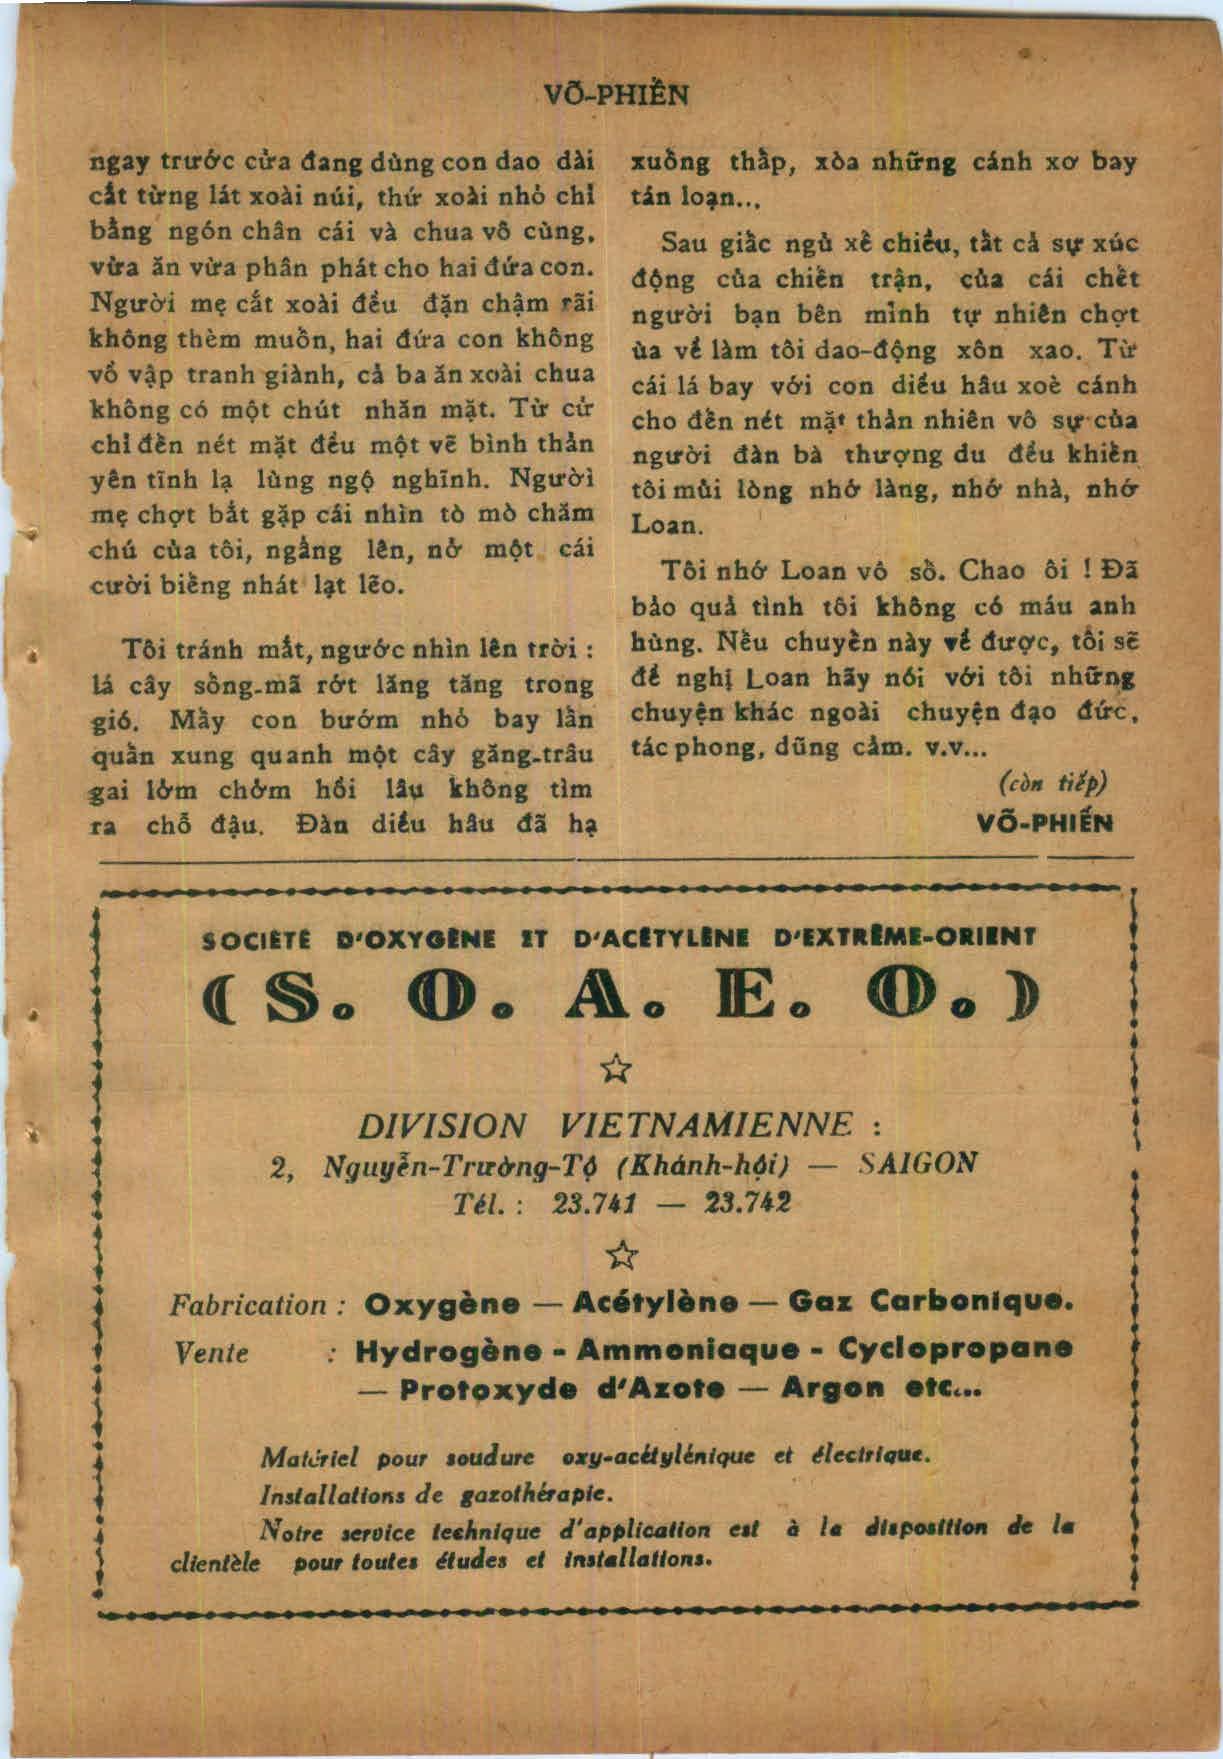 VÕ-PHIẾN
ngay trước cửa đang dùng con dao dài
cắt từng lát xoài núi, thứ xoài nhỏ chỉ
bằng ngón chân cái và chua vô cùng,
vừa ăn vừa phân phát cho hai đứa con.
Người mẹ cắt xoài đều đặn chậm rãi
không thèm muốn, hai đứa con không
vồ vập tranh giành, cả ba ăn xoài chua
không có một chút nhăn mặt. Từ cử
chỉ đến nét mặt đều một vẽ bình thản
yên tĩnh lạ lùng ngộ nghĩnh. Người
mẹ chợt bắt gặp cái nhìn tò mò chăm
chú của tôi, ngẩng lên, nở một cái
cười biếng nhát lạt lẽo.
Tôi tránh mắt, ngước nhìn lên trời :
lá cây sống-mã rớt lăng tăng trong
gió. Mấy con bướm nhỏ bay lẩn
quẩn xung quanh một cây găng-trâu
gai lởm chởm hồi lâu không tìm
ra chỗ đậu. Đàn diều hâu đã hạ
xuống thấp, xòa những cánh xơ bay
tán loạn...
Sau giấc ngủ xế chiều, tất cả sự xúc
động của chiến trận, của cái chết
người bạn bên mình tự nhiên chợt
ùa về làm tôi dao-động xôn xao. Từ
cái lá bay với con diều hâu xoè cánh
cho đến nét mặt thản nhiên vô sự của
người đàn bà thượng du đều khiến
tôi mủi lòng nhớ làng, nhớ nhà, nhớ
Loan.
Tôi nhớ Loan vô số. Chao ôi ! Đã
bảo quả tình tôi không có máu anh
hùng. Nếu chuyến này về được, tôi sẽ
đề nghị Loan hãy nói với tôi những
chuyện khác ngoài chuyện đạo đức,
tác phong, dũng cảm. v.v...
(còn tiếp)
VÕ-PHIẾN
SOCIÉTÉ D'OXYGÈNE ET D'ACÉTYLÈNE D'EXTRÊME-ORIENT
( S. O. A. E. O. )
DIVISION VIETNAMIENNE :
2, Nguyễn-Trường-Tộ (Khánh-hội) — SAIGON
Tél. : 23.741 — 23.742
Fabrication : Oxygène — Acétylène — Gaz Carbonique.
Vente : Hydrogène - Ammoniaque - Cyclopropane
— Protoxyde d'Azote — Argon etc...
Matériel pour soudure oxy-acétylénique et électrique.
Installations de gazothérapie.
Notre service technique d'application est à la disposition de la
clientèle pour toutes études et installations.